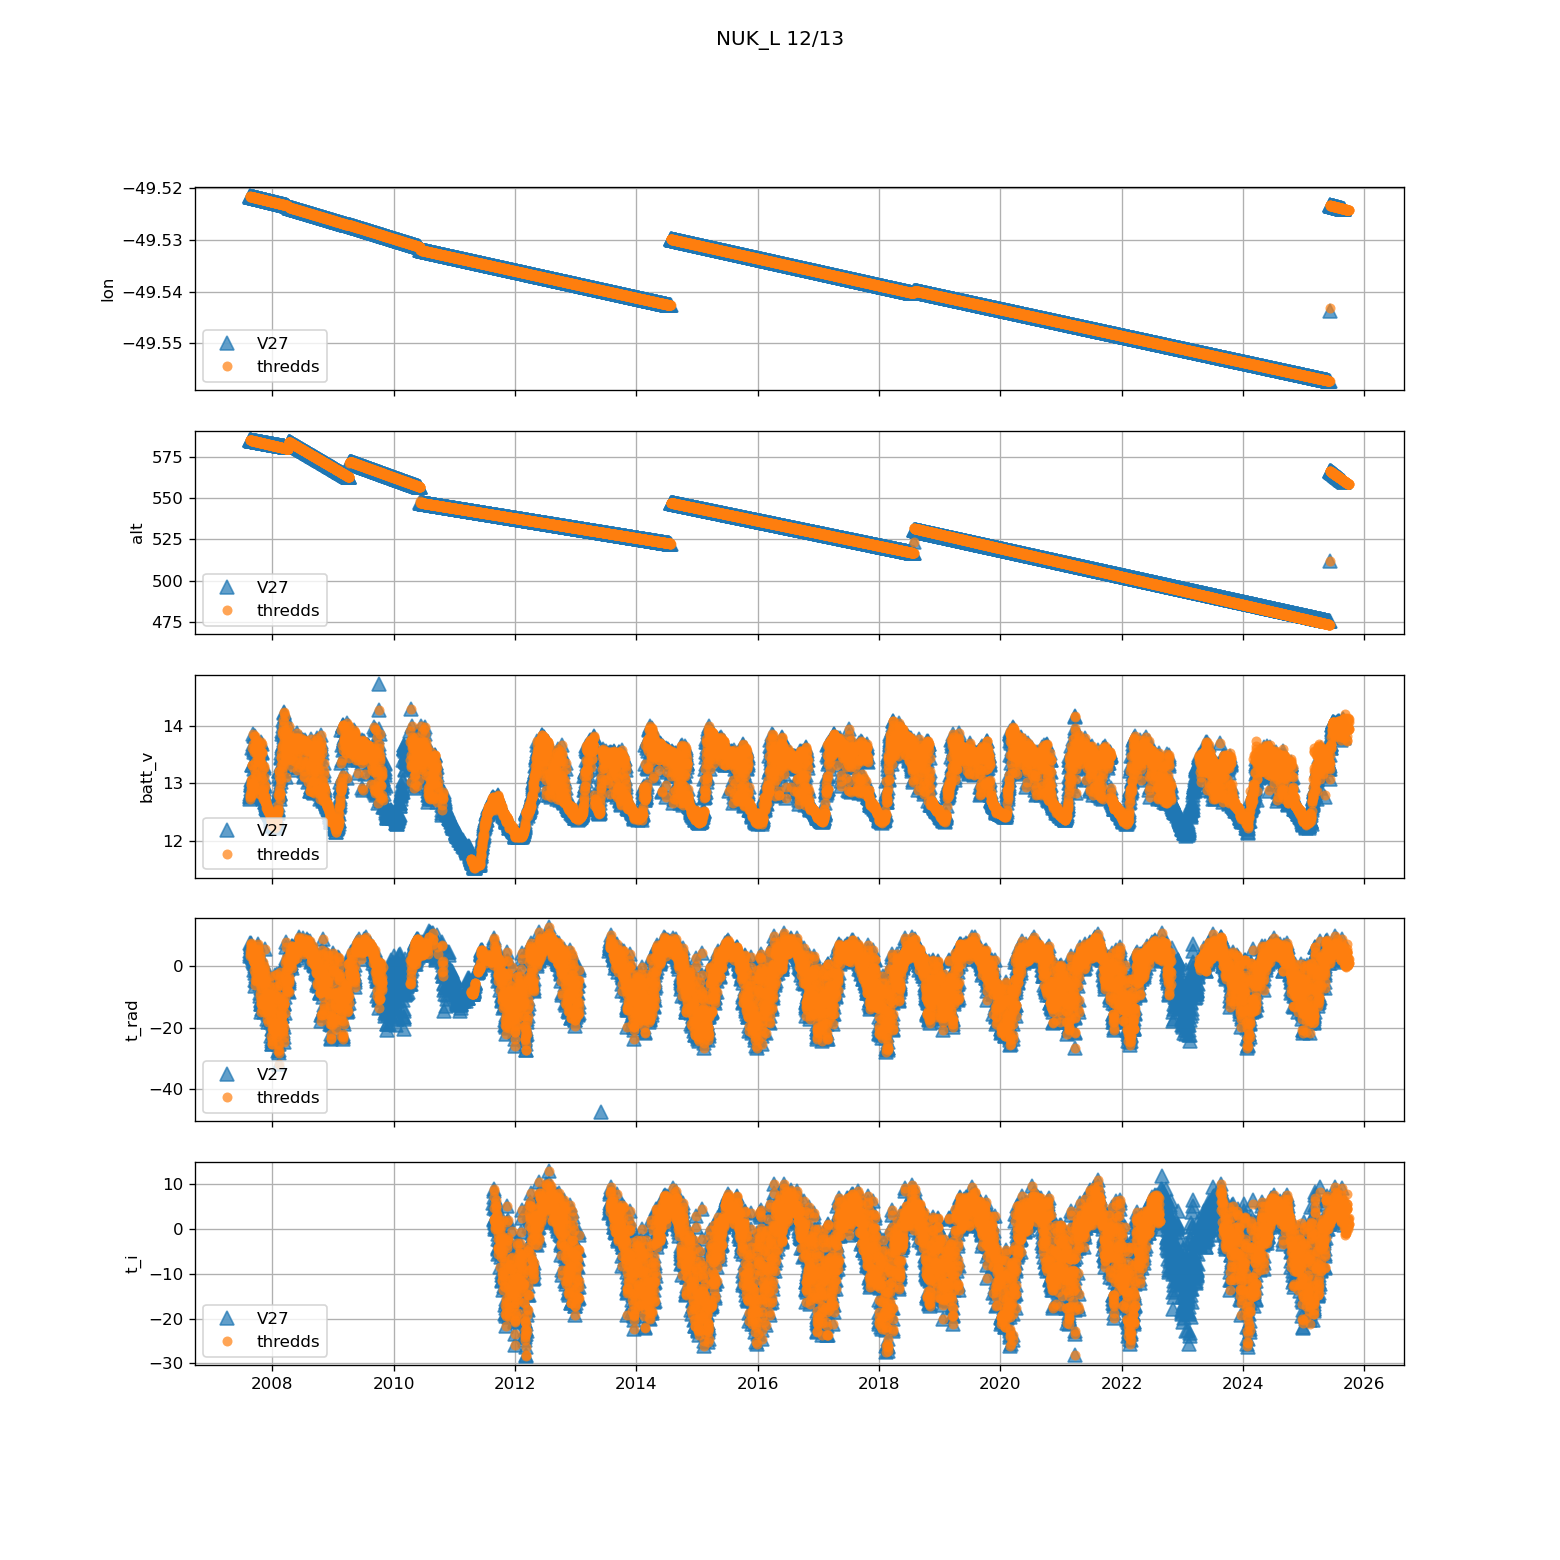 NUK_L 12/13
−49.52
−49.53
−49.54
−49.55
lon
V27
thredds
575
550
525
500
475
alt
V27
thredds
14
13
12
batt_v
V27
thredds
0
−20
−40
t_rad
V27
thredds
10
0
−10
−20
−30
t_i
V27
thredds
2008 2010 2012 2014 2016 2018 2020 2022 2024 2026